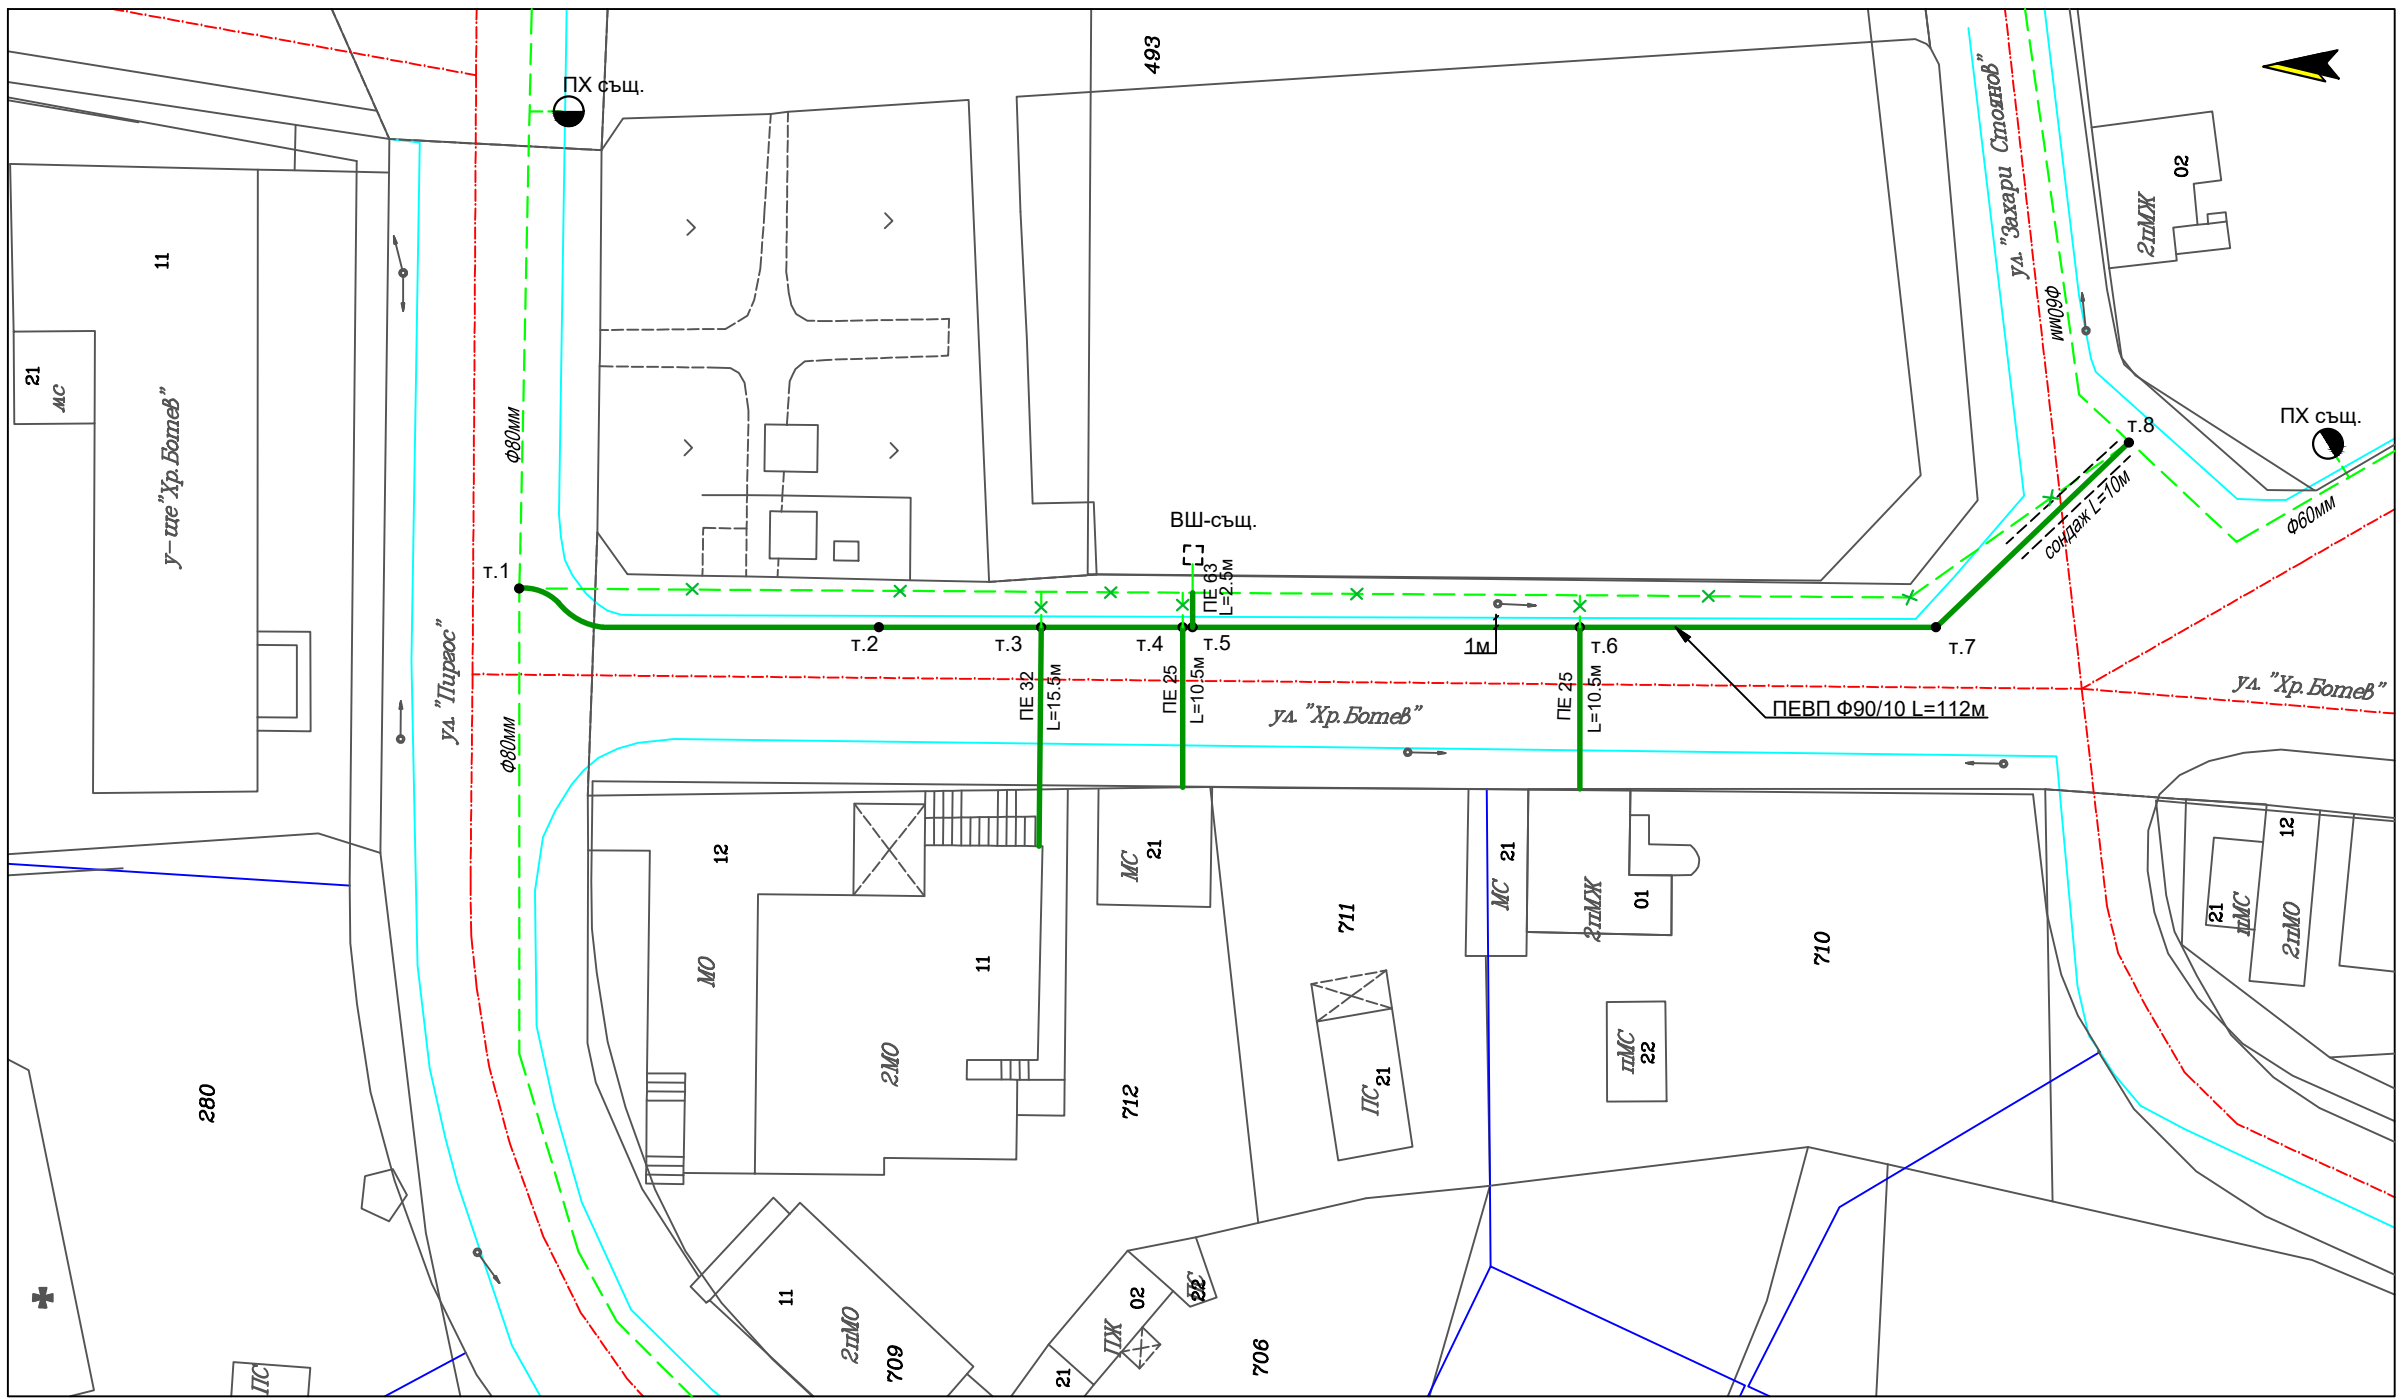 493
ПХ същ.
ул. "Захари Стоянов"
02
2пМЖ
11
21
МС
у-ще "Хр.Ботев"
Ф80мм
Ф60мм
ПХ същ.
т.8
Ф60мм
сондаж L=10м
ВШ-същ.
ПЕ 63
L=2.5м
т.1
т.2
т.3
т.4
т.5
1м
т.6
т.7
ул. "Пиргос"
Ф80мм
ПЕ 32
L=15.5м
ПЕ 25
L=10.5м
ПЕ 25
L=10.5м
ул. "Хр.Ботев"
ПЕВП Ф90/10 L=112м
ул. "Хр.Ботев"
12
МО
11
2МО
МС
21
711
МС
21
2пМЖ
01
710
12
21
пМС
2пМО
280
712
ПС
21
пМС
22
11
2пМО
709
02
ПЖ
21
22
706
ПС